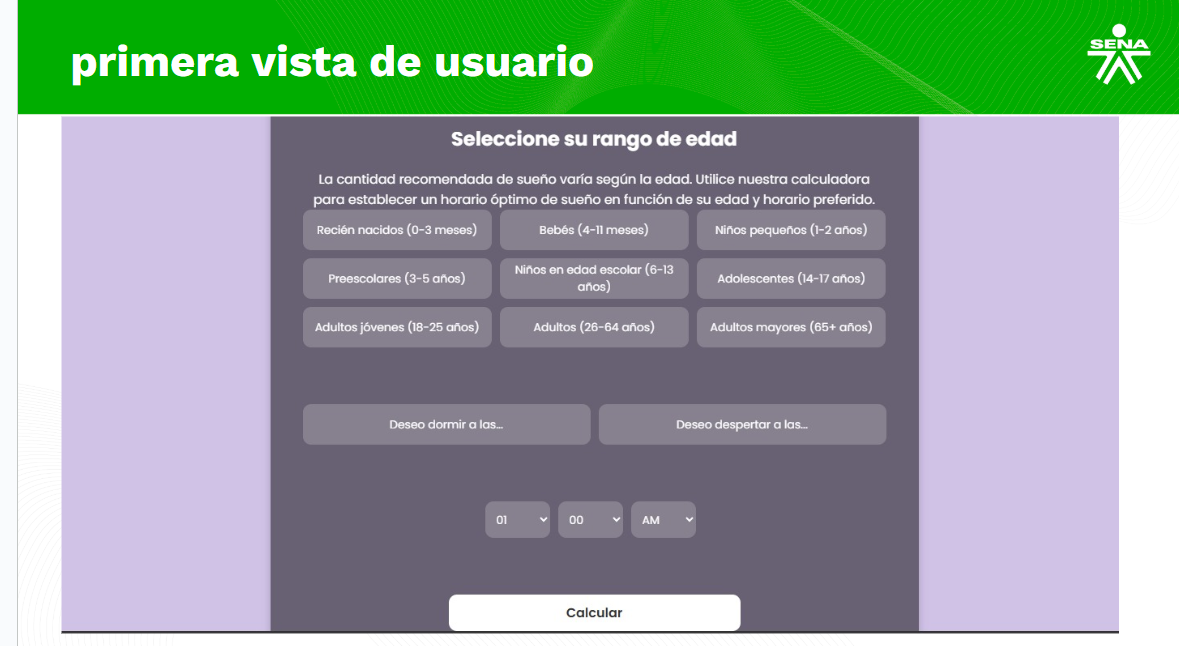 primera vista de usuario
SENA
Seleccione su rango de edad
La cantidad recomendada de sueño varía según la edad. Utilice nuestra calculadora
para establecer un horario óptimo de sueño en función de su edad y horario preferido.
Recién nacidos (0-3 meses)
Bebés (4-11 meses)
Niños pequeños (1-2 años)
Preescolares (3-5 años)
Niños en edad escolar (6-13
años)
Adolescentes (14-17 años)
Adultos jóvenes (18-25 años)
Adultos (26-64 años)
Adultos mayores (65+ años)
Deseo dormir a las...
Deseo despertar a las...
01
00
AM
Calcular